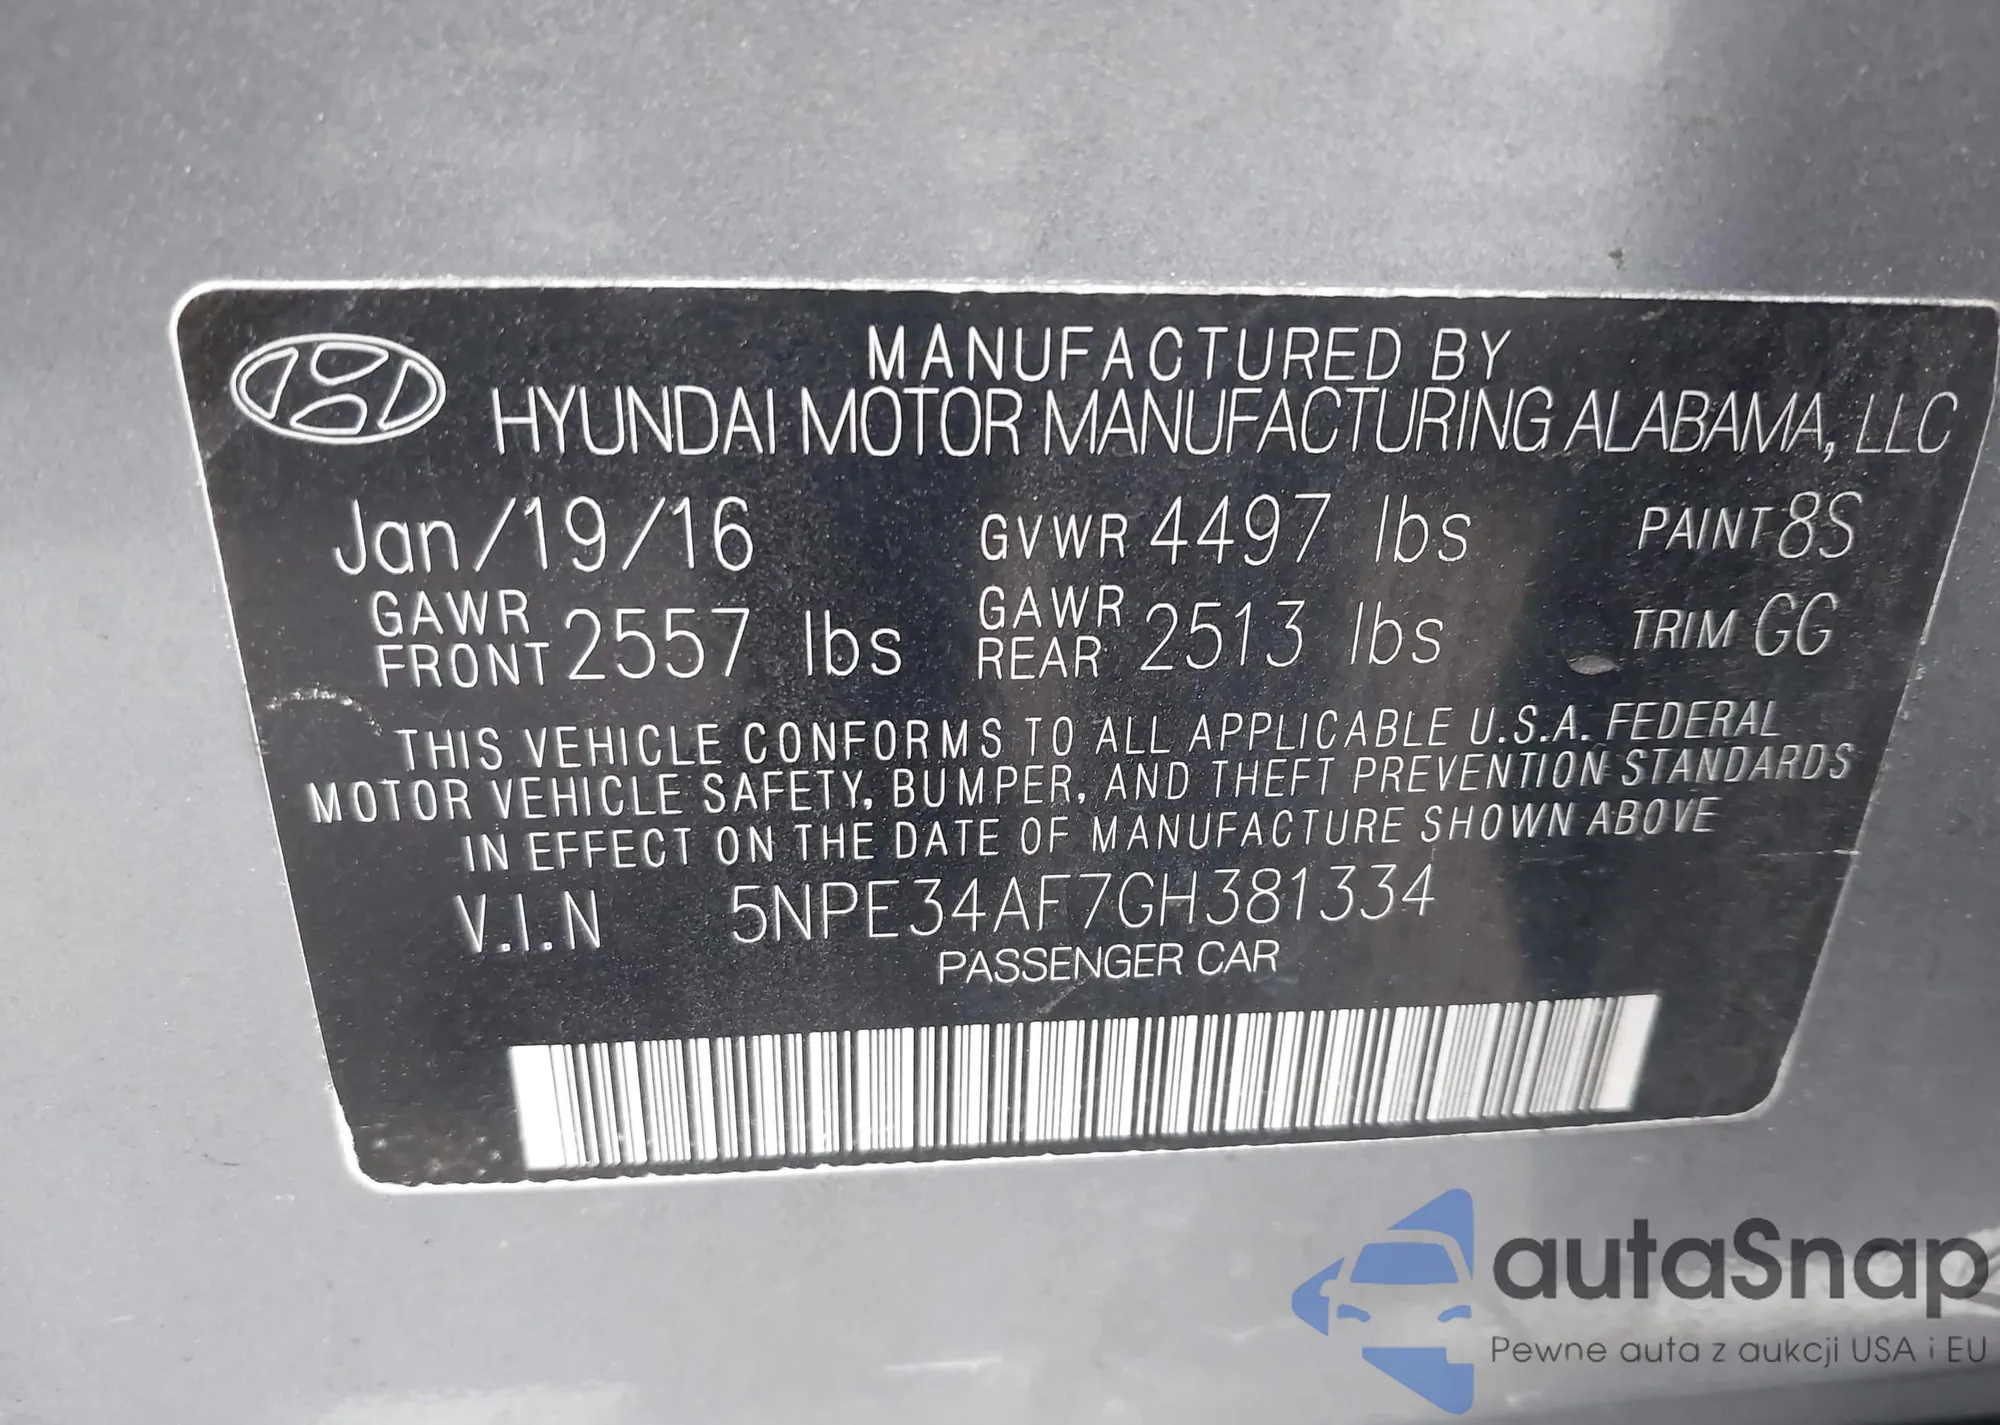 MANUFACTURED BY
HYUNDAI MOTOR MANUFACTURING ALABAMA, LLC
Jan/19/16 GVWR 4497 lbs PAINT 8S
GAWR FRONT 2557 lbs GAWR REAR 2513 lbs TRIM GG
THIS VEHICLE CONFORMS TO ALL APPLICABLE U.S.A. FEDERAL
MOTOR VEHICLE SAFETY, BUMPER, AND THEFT PREVENTION STANDARDS
IN EFFECT ON THE DATE OF MANUFACTURE SHOWN ABOVE
V.I.N 5NPE34AF7GH381334
PASSENGER CAR
autaSnap
Pewne auta z aukcji USA i EU